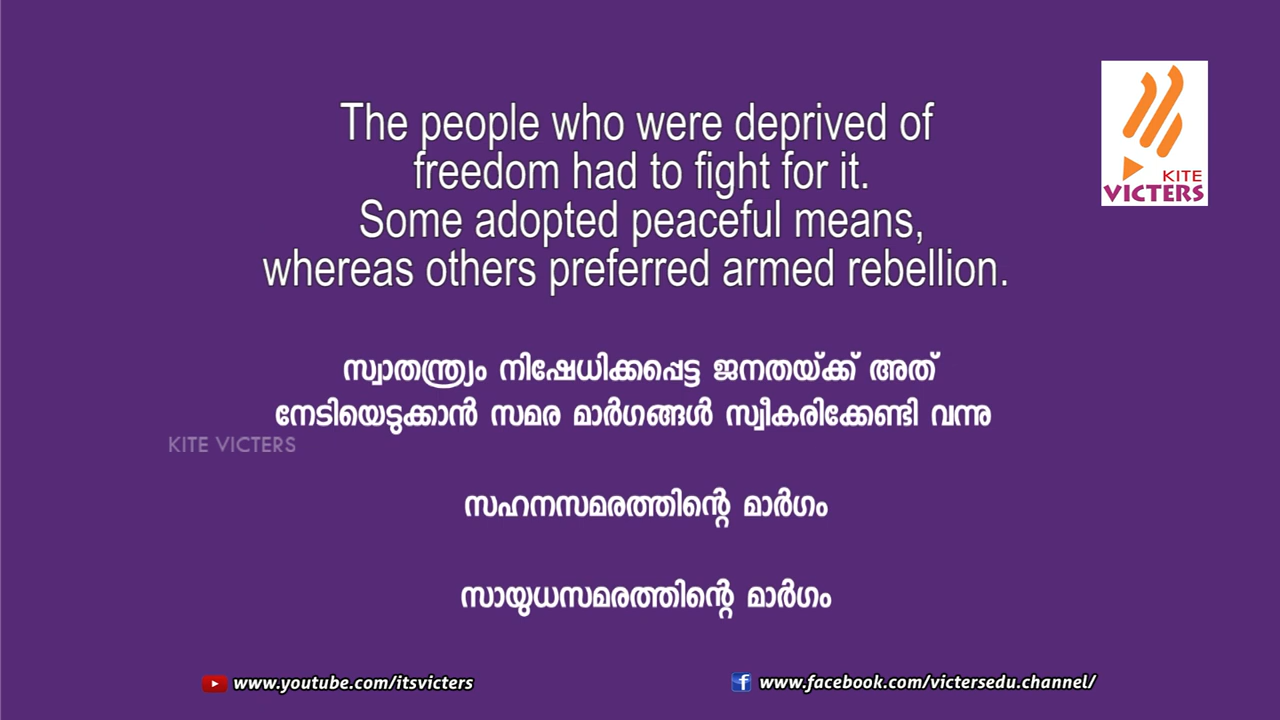 The people who were deprived of
freedom had to fight for it.
Some adopted peaceful means,
whereas others preferred armed rebellion.
സ്വാതന്ത്ര്യം നിഷേധിക്കപ്പെട്ട ജനതയ്ക്ക് അത്
നേടിയെടുക്കാൻ സമര മാർഗങ്ങൾ സ്വീകരിക്കേണ്ടി വന്നു
സഹനസമരത്തിന്റെ മാർഗം
സായുധസമരത്തിന്റെ മാർഗം
KITE VICTERS
KITE
VICTERS
www.youtube.com/itsvicters
www.facebook.com/victersedu.channel/